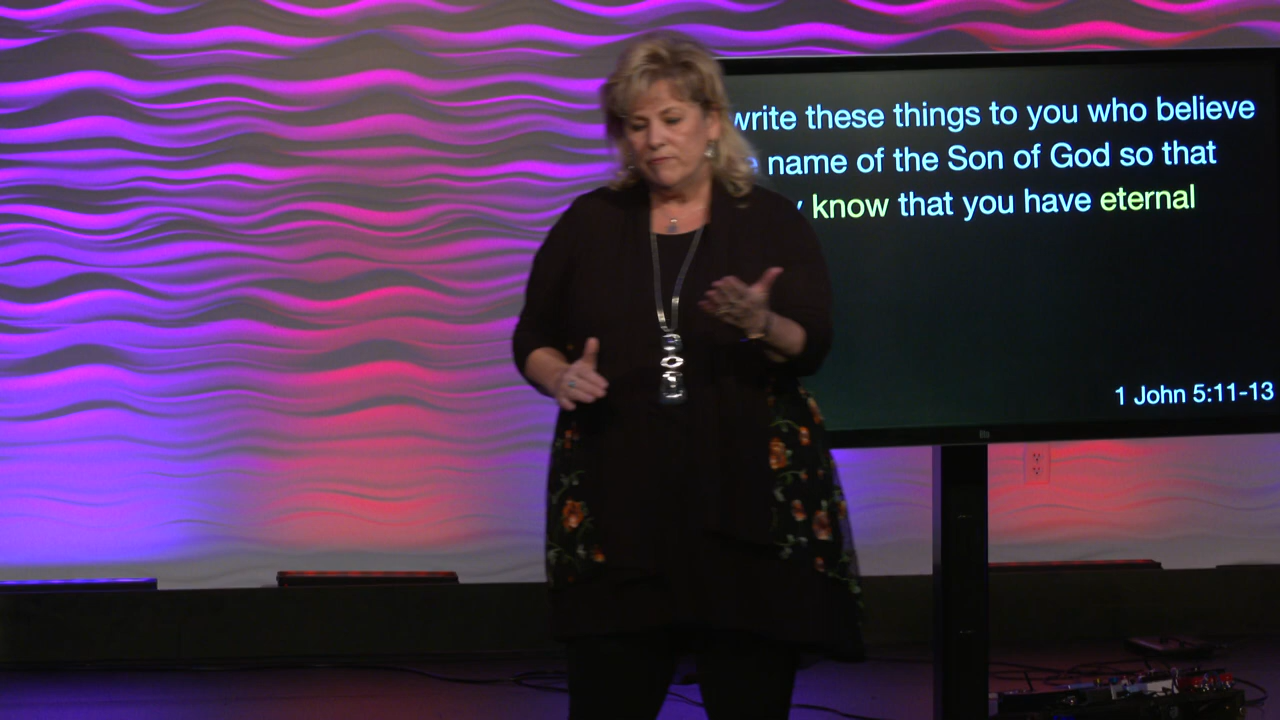 write these things to you who believe
name of the Son of God so that
know that you have eternal
1 John 5:11-13